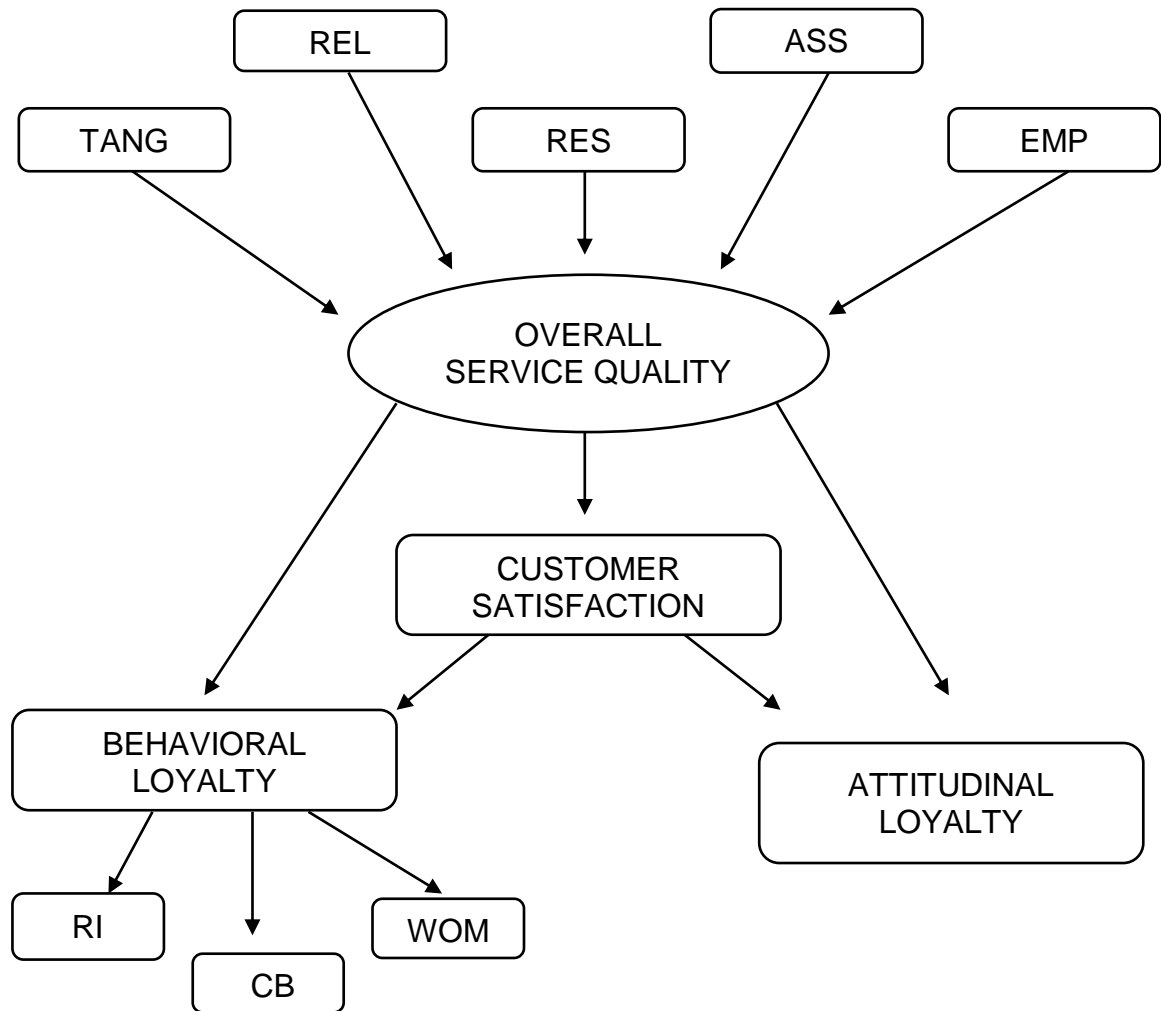 REL
ASS
TANG
RES
EMP
OVERALL
SERVICE QUALITY
CUSTOMER
SATISFACTION
BEHAVIORAL
LOYALTY
ATTITUDINAL
LOYALTY
RI
WOM
CB